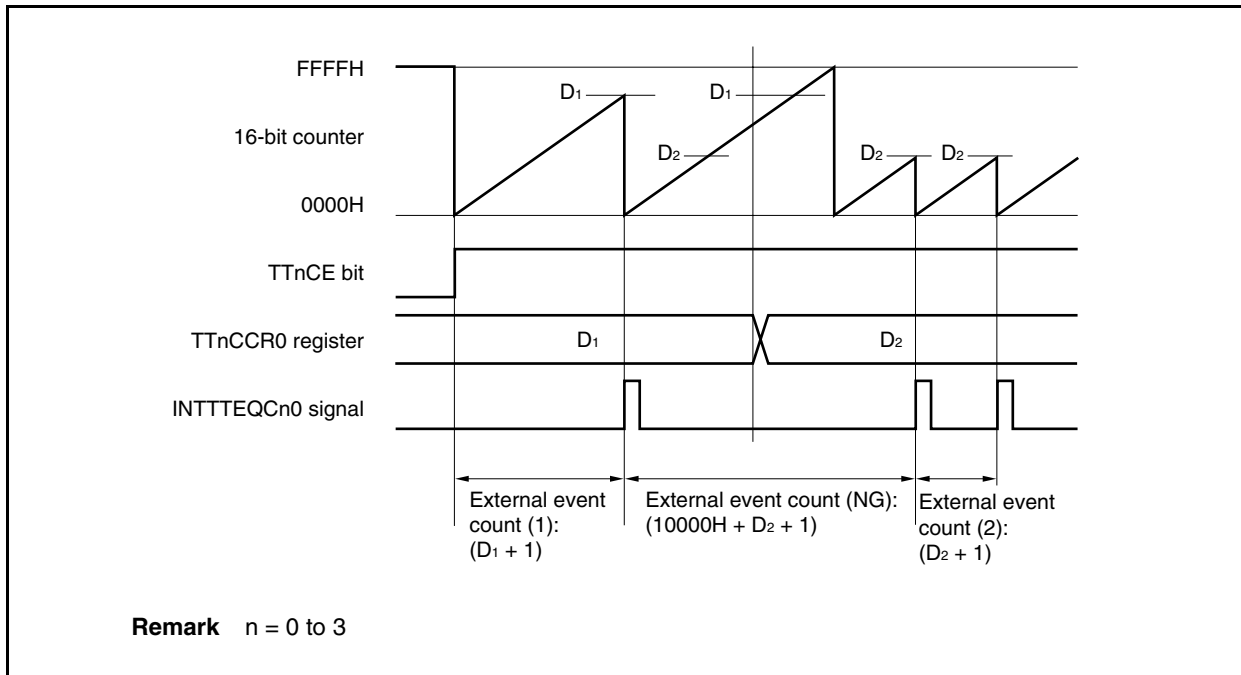 FFFFH
D1
D1
16-bit counter
D2
D2
D2
0000H
TTnCE bit
TTnCCR0 register
D1
D2
INTTTEQCn0 signal
External event
count (1):
(D1 + 1)
External event count (NG):
(10000H + D2 + 1)
External event
count (2):
(D2 + 1)
Remark n = 0 to 3